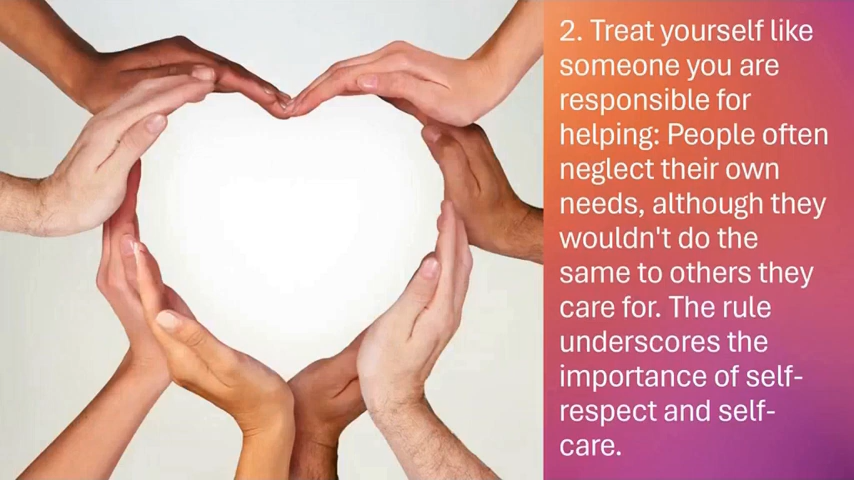 2. Treat yourself like
someone you are
responsible for
helping: People often
neglect their own
needs, although they
wouldn't do the
same to others they
care for. The rule
underscores the
importance of self-
respect and self-
care.